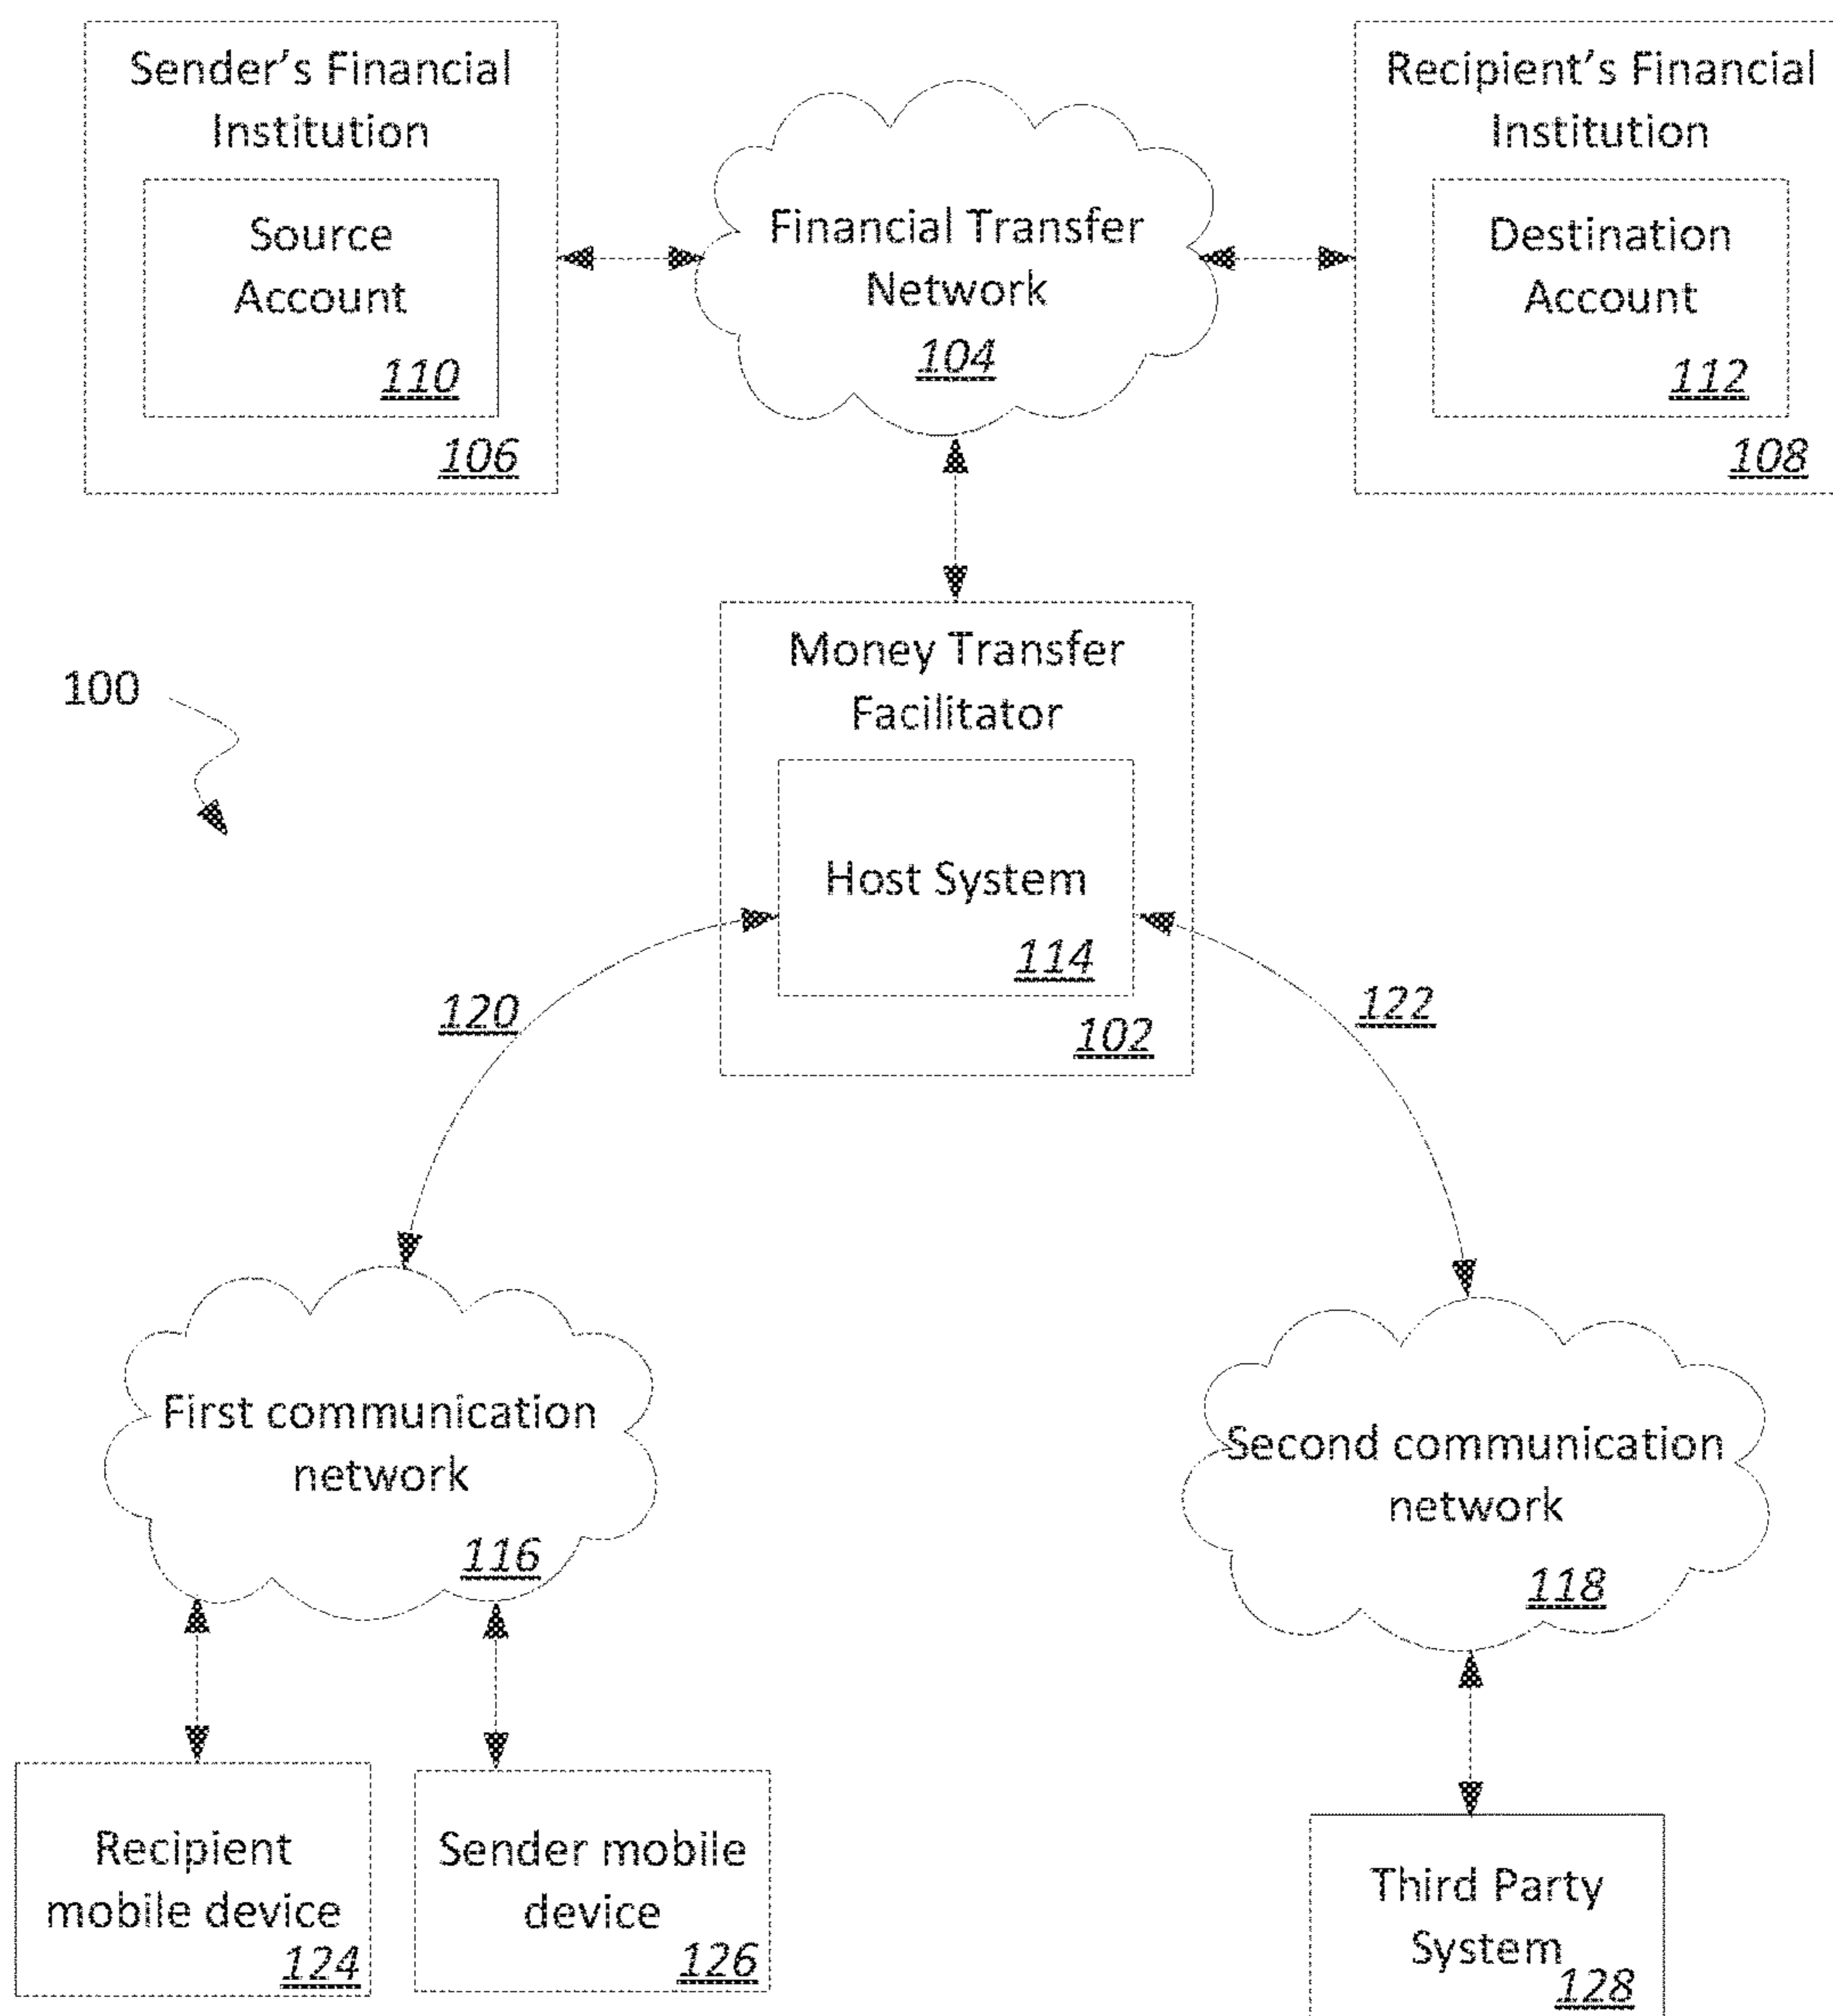 Sender's Financial
Institution
Source
Account
110
106
Financial Transfer
Network
104
Recipient's Financial
Institution
Destination
Account
112
108
100
Money Transfer
Facilitator
Host System
114
102
120
122
First communication
network
116
Second communication
network
118
Recipient
mobile device
124
Sender mobile
device
126
Third Party
System
128